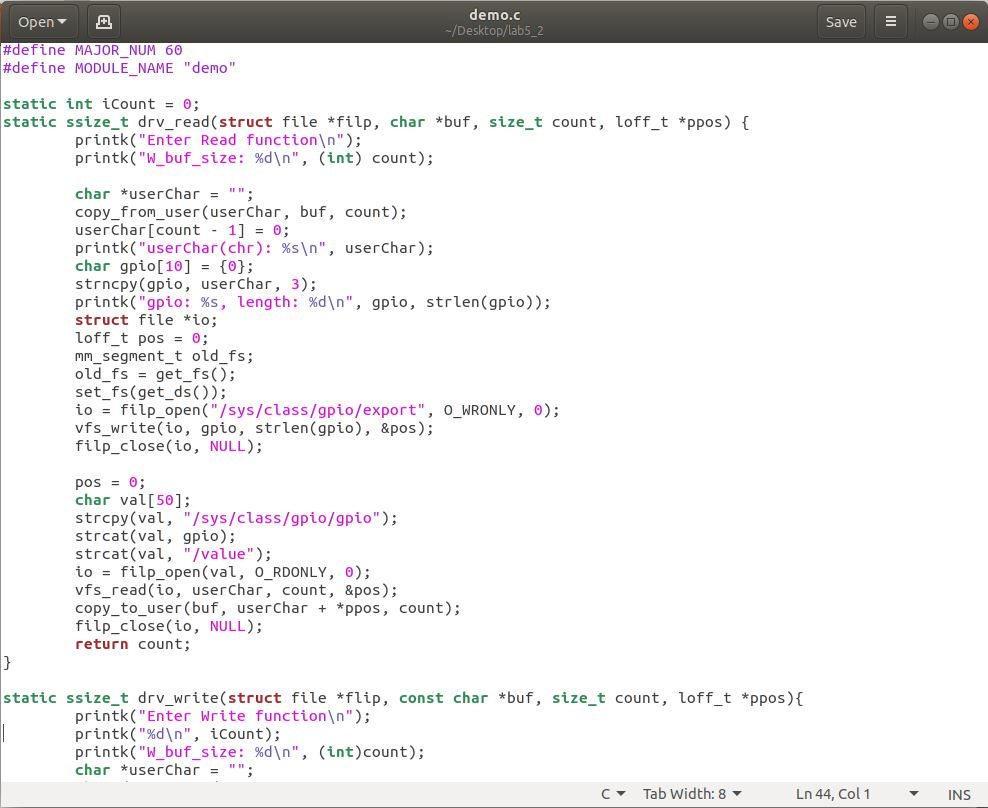 Open
demo.c
~/Desktop/lab5_2
Save
#define MAJOR_NUM 60
#define MODULE_NAME "demo"
static int iCount = 0;
static ssize_t drv_read(struct file *filp, char *buf, size_t count, loff_t *ppos) {
printk("Enter Read function\n");
printk("W_buf_size: %d\n", (int) count);
char *userChar = "";
copy_from_user(userChar, buf, count);
userChar[count - 1] = 0;
printk("userChar(chr): %s\n", userChar);
char gpio[10] = {0};
strncpy(gpio, userChar, 3);
printk("gpio: %s, length: %d\n", gpio, strlen(gpio));
struct file *io;
loff_t pos = 0;
mm_segment_t old_fs;
old_fs = get_fs();
set_fs(get_ds());
io = filp_open("/sys/class/gpio/export", O_WRONLY, 0);
vfs_write(io, gpio, strlen(gpio), &pos);
filp_close(io, NULL);
pos = 0;
char val[50];
strcpy(val, "/sys/class/gpio/gpio");
strcat(val, gpio);
strcat(val, "/value");
io = filp_open(val, O_RDONLY, 0);
vfs_read(io, userChar, count, &pos);
copy_to_user(buf, userChar + *ppos, count);
filp_close(io, NULL);
return count;
}
static ssize_t drv_write(struct file *flip, const char *buf, size_t count, loff_t *ppos){
printk("Enter Write function\n");
printk("%d\n", iCount);
printk("W_buf_size: %d\n", (int)count);
char *userChar = "";
C
Tab Width: 8
Ln 44, Col 1
INS